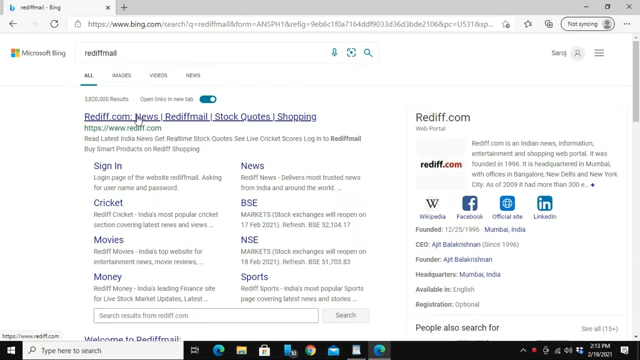 rediffmail - Bing
https://www.bing.com/search?q=rediffmail&form=ANSPH1&refig=9eb6c1f0a7164ddf9033d36d3bde2106&pc=U531&sp...
Not syncing
Microsoft Bing
rediffmail
Saroj
ALL IMAGES VIDEOS NEWS
3,820,000 Results Open links in new tab
Rediff.com: News | Rediffmail | Stock Quotes | Shopping
https://www.rediff.com
Read Latest India News Get Realtime Stock Quotes See Live Cricket Scores Log in to Rediffmail
Buy Smart Products on Rediff Shopping
Sign In
Login page of the website rediffmail. Asking
for user name and password.
News
Rediff News - Delivers most trusted news
from India and around the world. ...
Cricket
Rediff Cricket - India's most popular cricket
section covering latest news and views ...
BSE
MARKETS (Stock exchanges will reopen on
17 Feb 2021). Refresh. BSE 52,104.17
Movies
Rediff Movies - India's top website for
entertainment news, movie reviews, ...
NSE
MARKETS (Stock exchanges will reopen on
18 Feb 2021). Refresh. BSE 51,703.83
Money
Rediff Money - India's leading Finance site
for Live Stock Market Updates, Latest ...
Sports
Rediff Sports - India's most popular Sports
page covering latest news and stories ...
Search results from rediff.com
Search
Welcome to Rediffmail:
Rediff.com
Web Portal
rediff.com
Rediff.com is an Indian news, information,
entertainment and shopping web portal. It was
founded in 1996. It is headquartered in Mumbai,
with offices in Bangalore, New Delhi and New York
City. As of 2009 it had more than 300 e...
W
Wikipedia Facebook Official site LinkedIn
Founded: 12/25/1996 · Mumbai, India
CEO: Ajit Balakrishnan (Since 1996)
Founder: Ajit Balakrishnan
Headquarters: Mumbai, India
Available in: English
Registration: Optional
People also search for
See all (15+)
https://www.rediff.com
Type here to search
2:13 PM
2/19/2021